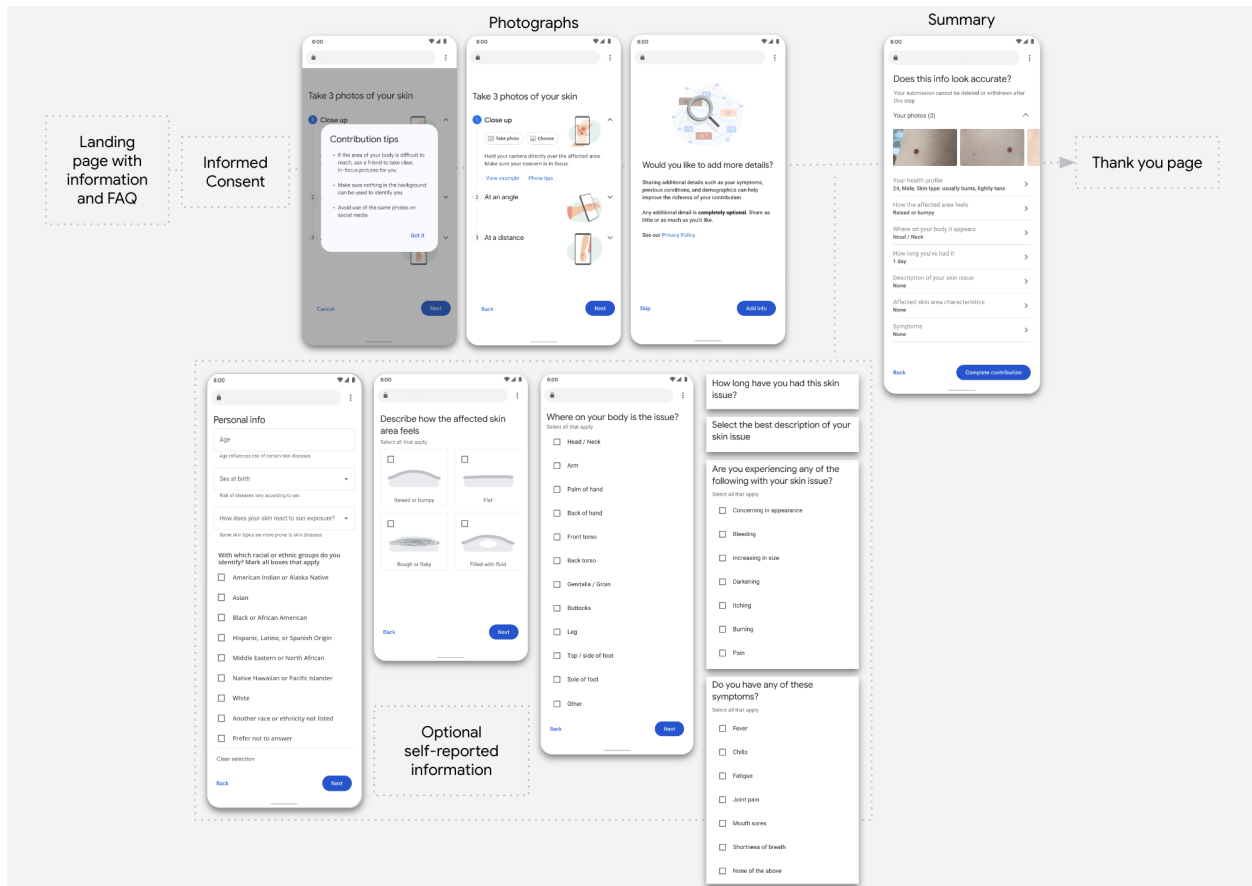 Photographs
Summary
Landing
page with
information
and FAQ
Informed
Consent
8:00
Take 3 photos of your skin
1 Close up
Contribution tips
• If the area of your body is difficult to
reach, use a friend to take clear,
in-focus pictures for you
• Make sure nothing in the background
can be used to identify you
• Avoid use of the same photos on
social media
Got it
2
3
Cancel
Next
8:00
Take 3 photos of your skin
1 Close up
Take photo
Choose
Hold your camera directly over the affected area.
Make sure your concern is in focus.
View example
Photo tips
2 At an angle
3 At a distance
Back
Next
8:00
Would you like to add more details?
Sharing additional details such as your symptoms,
previous conditions, and demographics can help
improve the richness of your contribution.
Any additional detail is completely optional. Share as
little or as much as you'd like.
See our Privacy Policy.
Skip
Add info
8:00
Does this info look accurate?
Your submission cannot be deleted or withdrawn after
this step
Your photos (3)
Your health profile
24, Male, Skin type: usually burns, lightly tans
How the affected area feels
Raised or bumpy
Where on your body it appears
Head / Neck
How long you've had it
1 day
Description of your skin issue
None
Affected skin area characteristics
None
Symptoms
None
Back
Complete contribution
Thank you page
8:00
Personal info
Age
Age influences risk of certain skin diseases
Sex at birth
Risk of diseases vary according to sex
How does your skin react to sun exposure?
Some skin types are more prone to skin diseases
With which racial or ethnic groups do you
identify? Mark all boxes that apply
American Indian or Alaska Native
Asian
Black or African American
Hispanic, Latino, or Spanish Origin
Middle Eastern or North African
Native Hawaiian or Pacific Islander
White
Another race or ethnicity not listed
Prefer not to answer
Clear selection
Back
Next
8:00
Describe how the affected skin
area feels
Select all that apply
Raised or bumpy
Flat
Rough or flaky
Filled with fluid
Back
Next
Optional
self-reported
information
8:00
Where on your body is the issue?
Select all that apply
Head / Neck
Arm
Palm of hand
Back of hand
Front torso
Back torso
Genitalia / Groin
Buttocks
Leg
Top / side of foot
Sole of foot
Other
Back
Next
How long have you had this skin
issue?
Select the best description of your
skin issue
Are you experiencing any of the
following with your skin issue?
Select all that apply
Concerning in appearance
Bleeding
Increasing in size
Darkening
Itching
Burning
Pain
Do you have any of these
symptoms?
Select all that apply
Fever
Chills
Fatigue
Joint pain
Mouth sores
Shortness of breath
None of the above